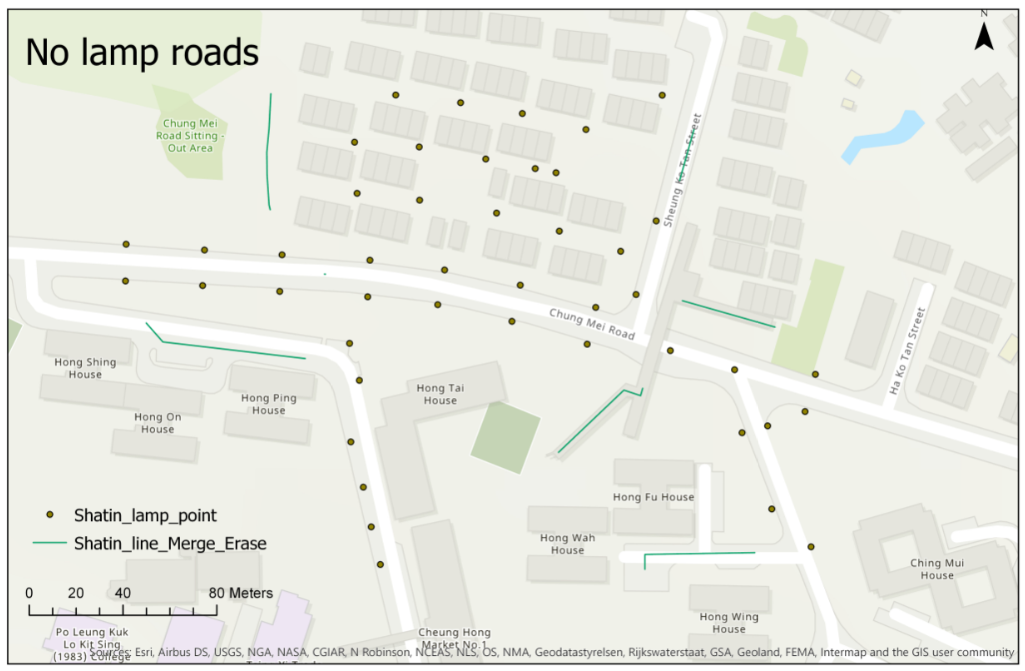 N
No lamp roads
Chung Mei
Road Sitting -
Out Area
Sheung Ko Tan Street
Chung Mei Road
Ha Ko Tan Street
Hong Shing
House
Hong On
House
Hong Ping
House
Hong Tai
House
Hong Fu House
Hong Wah
House
Hong Wing
House
Ching Mui
House
Shatin_lamp_point
Shatin_line_Merge_Erase
0 20 40 80 Meters
Po Leung Kuk
Lo Kit Sing
(1983) College
Cheung Hong
Market No.1
Sources: Esri, Airbus DS, USGS, NGA, NASA, CGIAR, N Robinson, NCEAS, NLS, OS, NMA, Geodatastyrelsen, Rijkswaterstaat, GSA, Geoland, FEMA, Intermap and the GIS user community